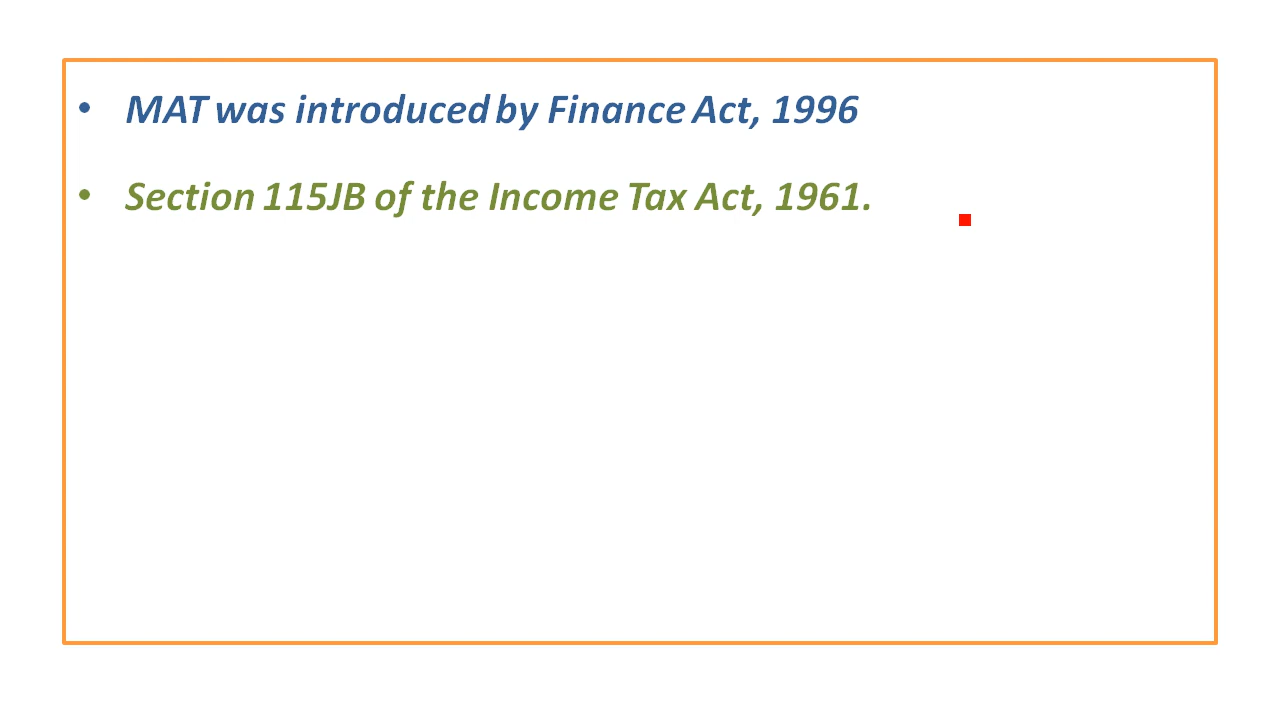 • MAT was introduced by Finance Act, 1996
• Section 115JB of the Income Tax Act, 1961.